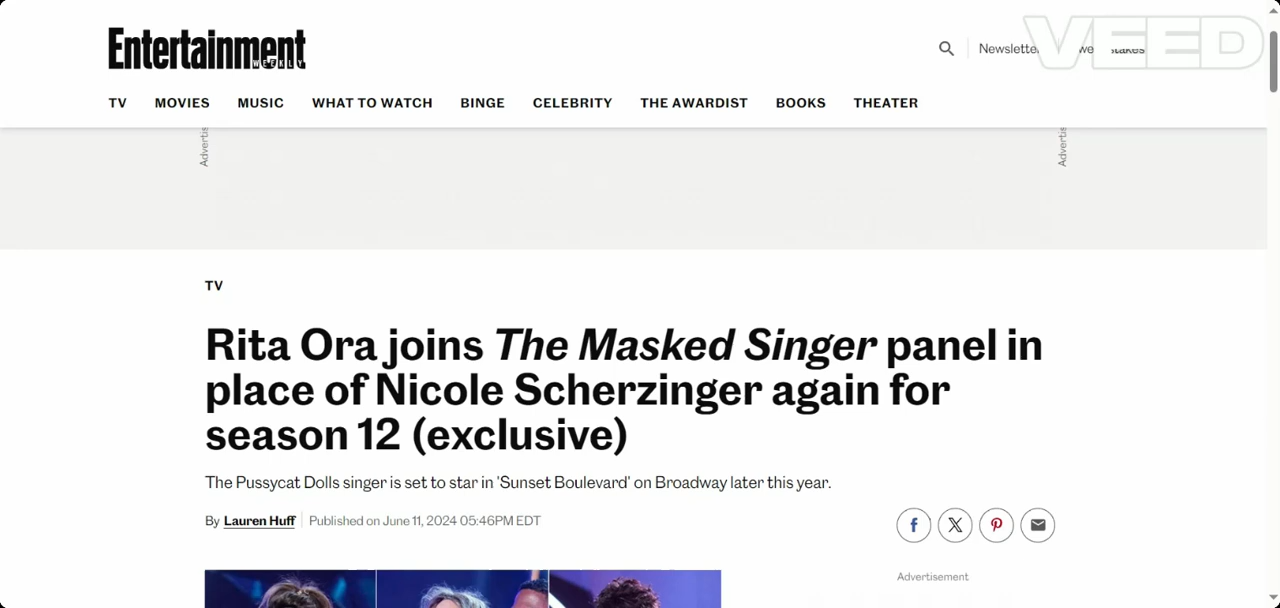 Entertainment
WEEKLY
VEED
TV MOVIES MUSIC WHAT TO WATCH BINGE CELEBRITY THE AWARDIST BOOKS THEATER
TV
Rita Ora joins The Masked Singer panel in
place of Nicole Scherzinger again for
season 12 (exclusive)
The Pussycat Dolls singer is set to star in 'Sunset Boulevard' on Broadway later this year.
By Lauren Huff Published on June 11, 2024 05:46PM EDT
Advertisement